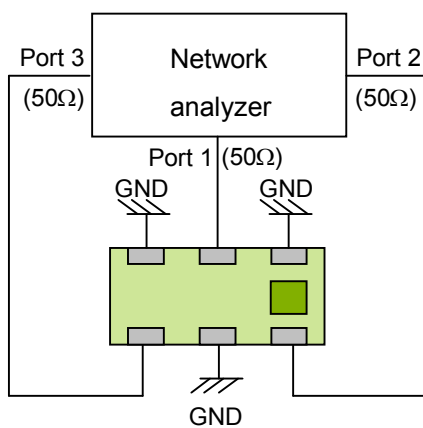 Port 3
Network
Port 2
(50Ω)
analyzer
(50Ω)
Port 1
(50Ω)
GND
GND
GND